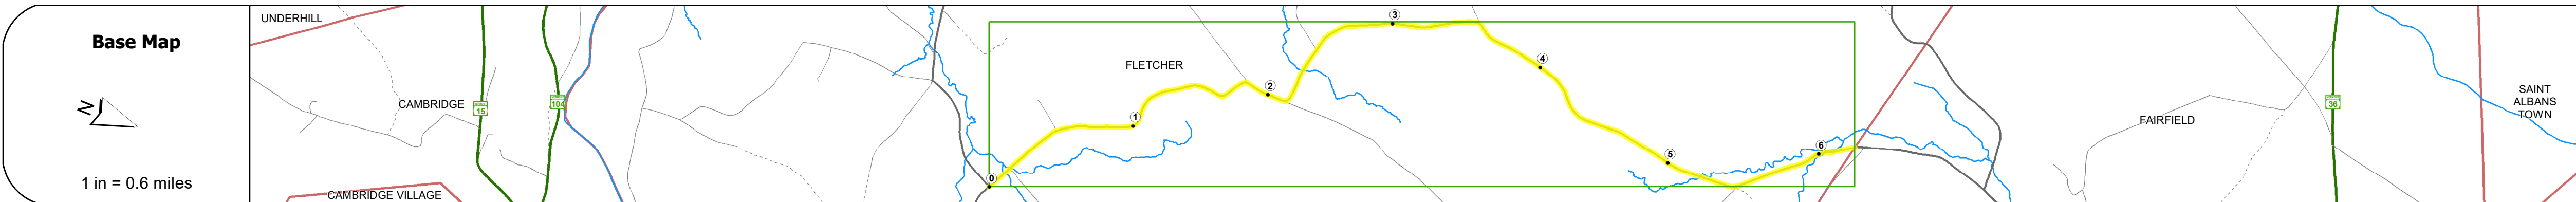 Base Map
N
1 in = 0.6 miles
UNDERHILL
CAMBRIDGE
15
104
CAMBRIDGE VILLAGE
FLETCHER
0
1
2
3
4
5
6
FAIRFIELD
36
SAINT
ALBANS
TOWN